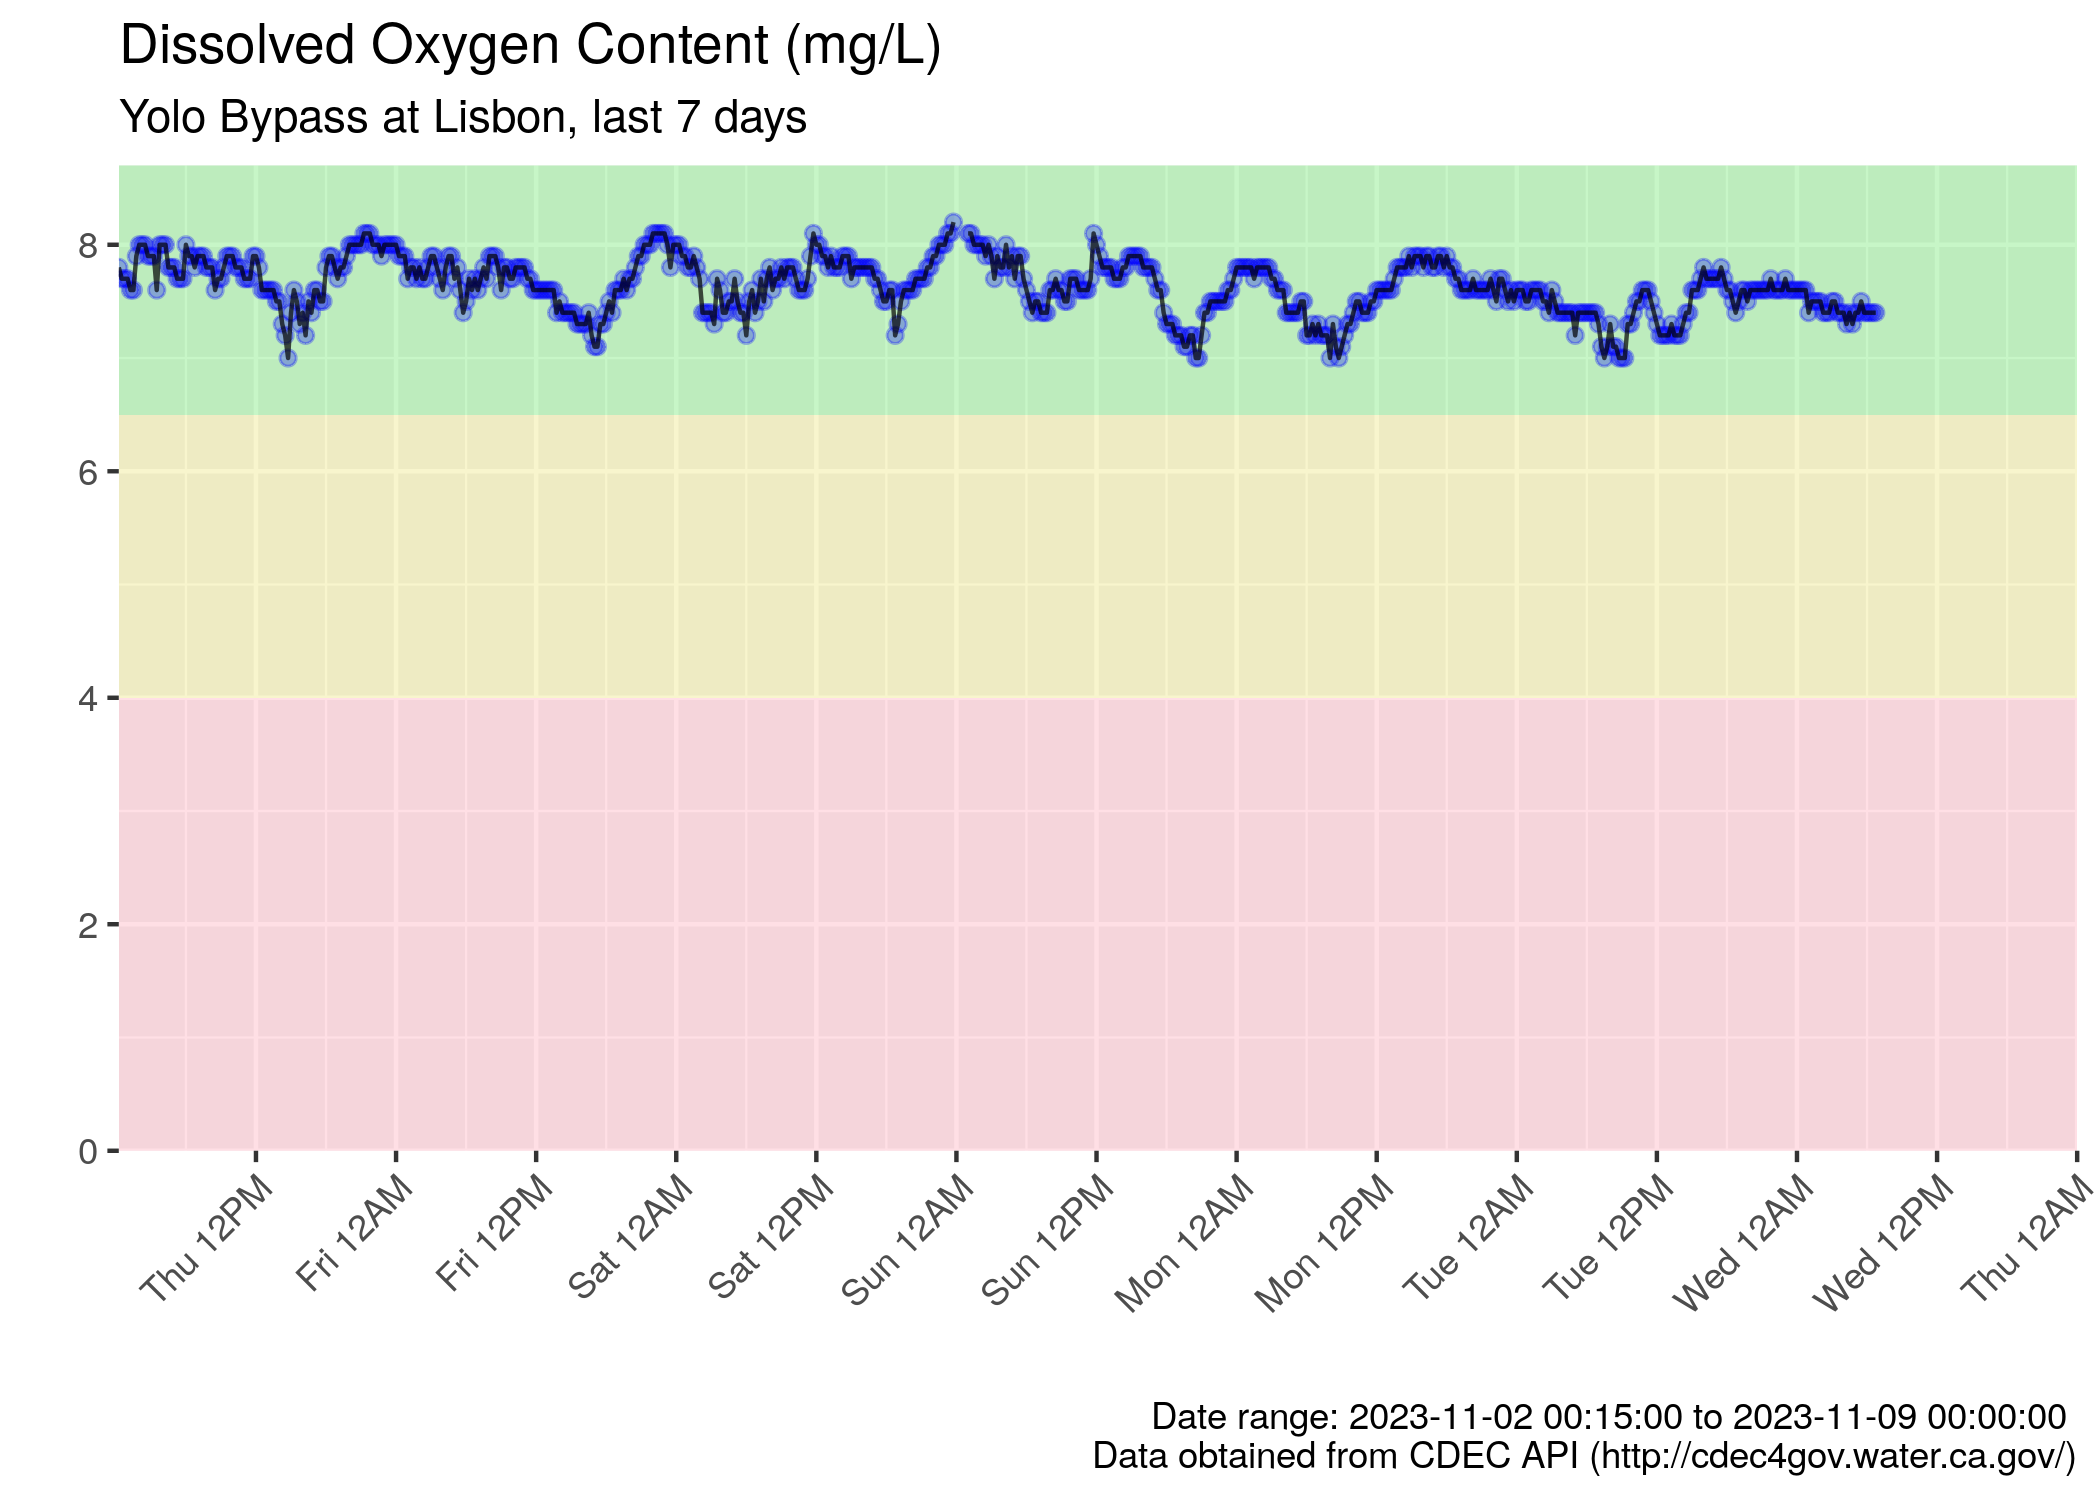 Dissolved Oxygen Content (mg/L)
Yolo Bypass at Lisbon, last 7 days
8
6
4
2
0
Thu 12PM
Fri 12AM
Fri 12PM
Sat 12AM
Sat 12PM
Sun 12AM
Sun 12PM
Mon 12AM
Mon 12PM
Tue 12AM
Tue 12PM
Wed 12AM
Wed 12PM
Thu 12AM
Date range: 2023-11-02 00:15:00 to 2023-11-09 00:00:00
Data obtained from CDEC API (http://cdec4gov.water.ca.gov/)